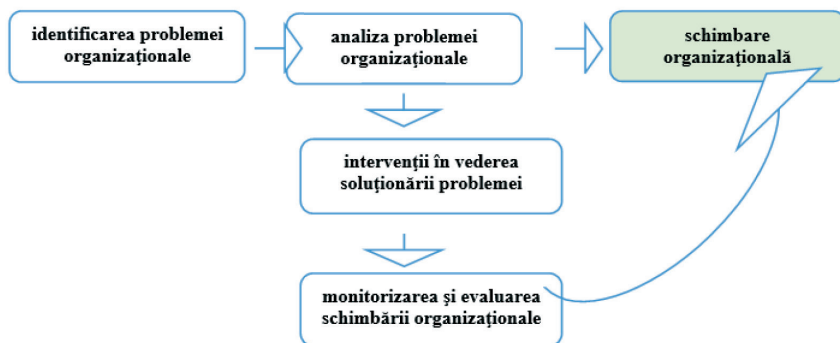 identificarea problemei
organizaţionale
analiza problemei
organizaţionale
schimbare
organizaţională
intervenţii în vederea
soluţionării problemei
monitorizarea şi evaluarea
schimbării organizaţionale